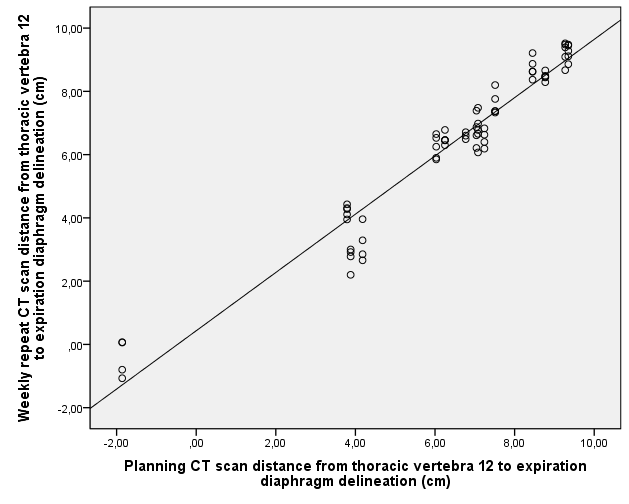 Weekly repeat CT scan distance from thoracic vertebra 12
to expiration diaphragm delineation (cm)
10,00
8,00
6,00
4,00
2,00
,00
-2,00
-2,00 ,00 2,00 4,00 6,00 8,00 10,00
Planning CT scan distance from thoracic vertebra 12 to expiration
diaphragm delineation (cm)